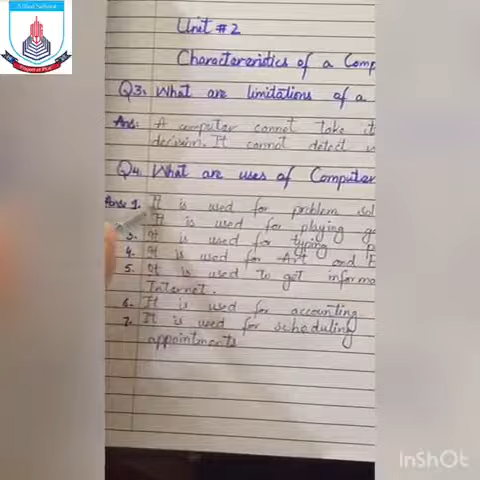 Allied School
Unit # 2
Characteristics of a Comp
Q3. What are limitations of a
Ans: A computer cannot take it
decision. It cannot detect
Q4. What are uses of Computer
Ans: 1. It is used for problem sol
It is used for playing g
3. It is used for typing p
4. It is used for Art and
5. It is used to get informa
Internet.
6. It is used for accounting.
7. It is used for scheduling
appointments
InShOt